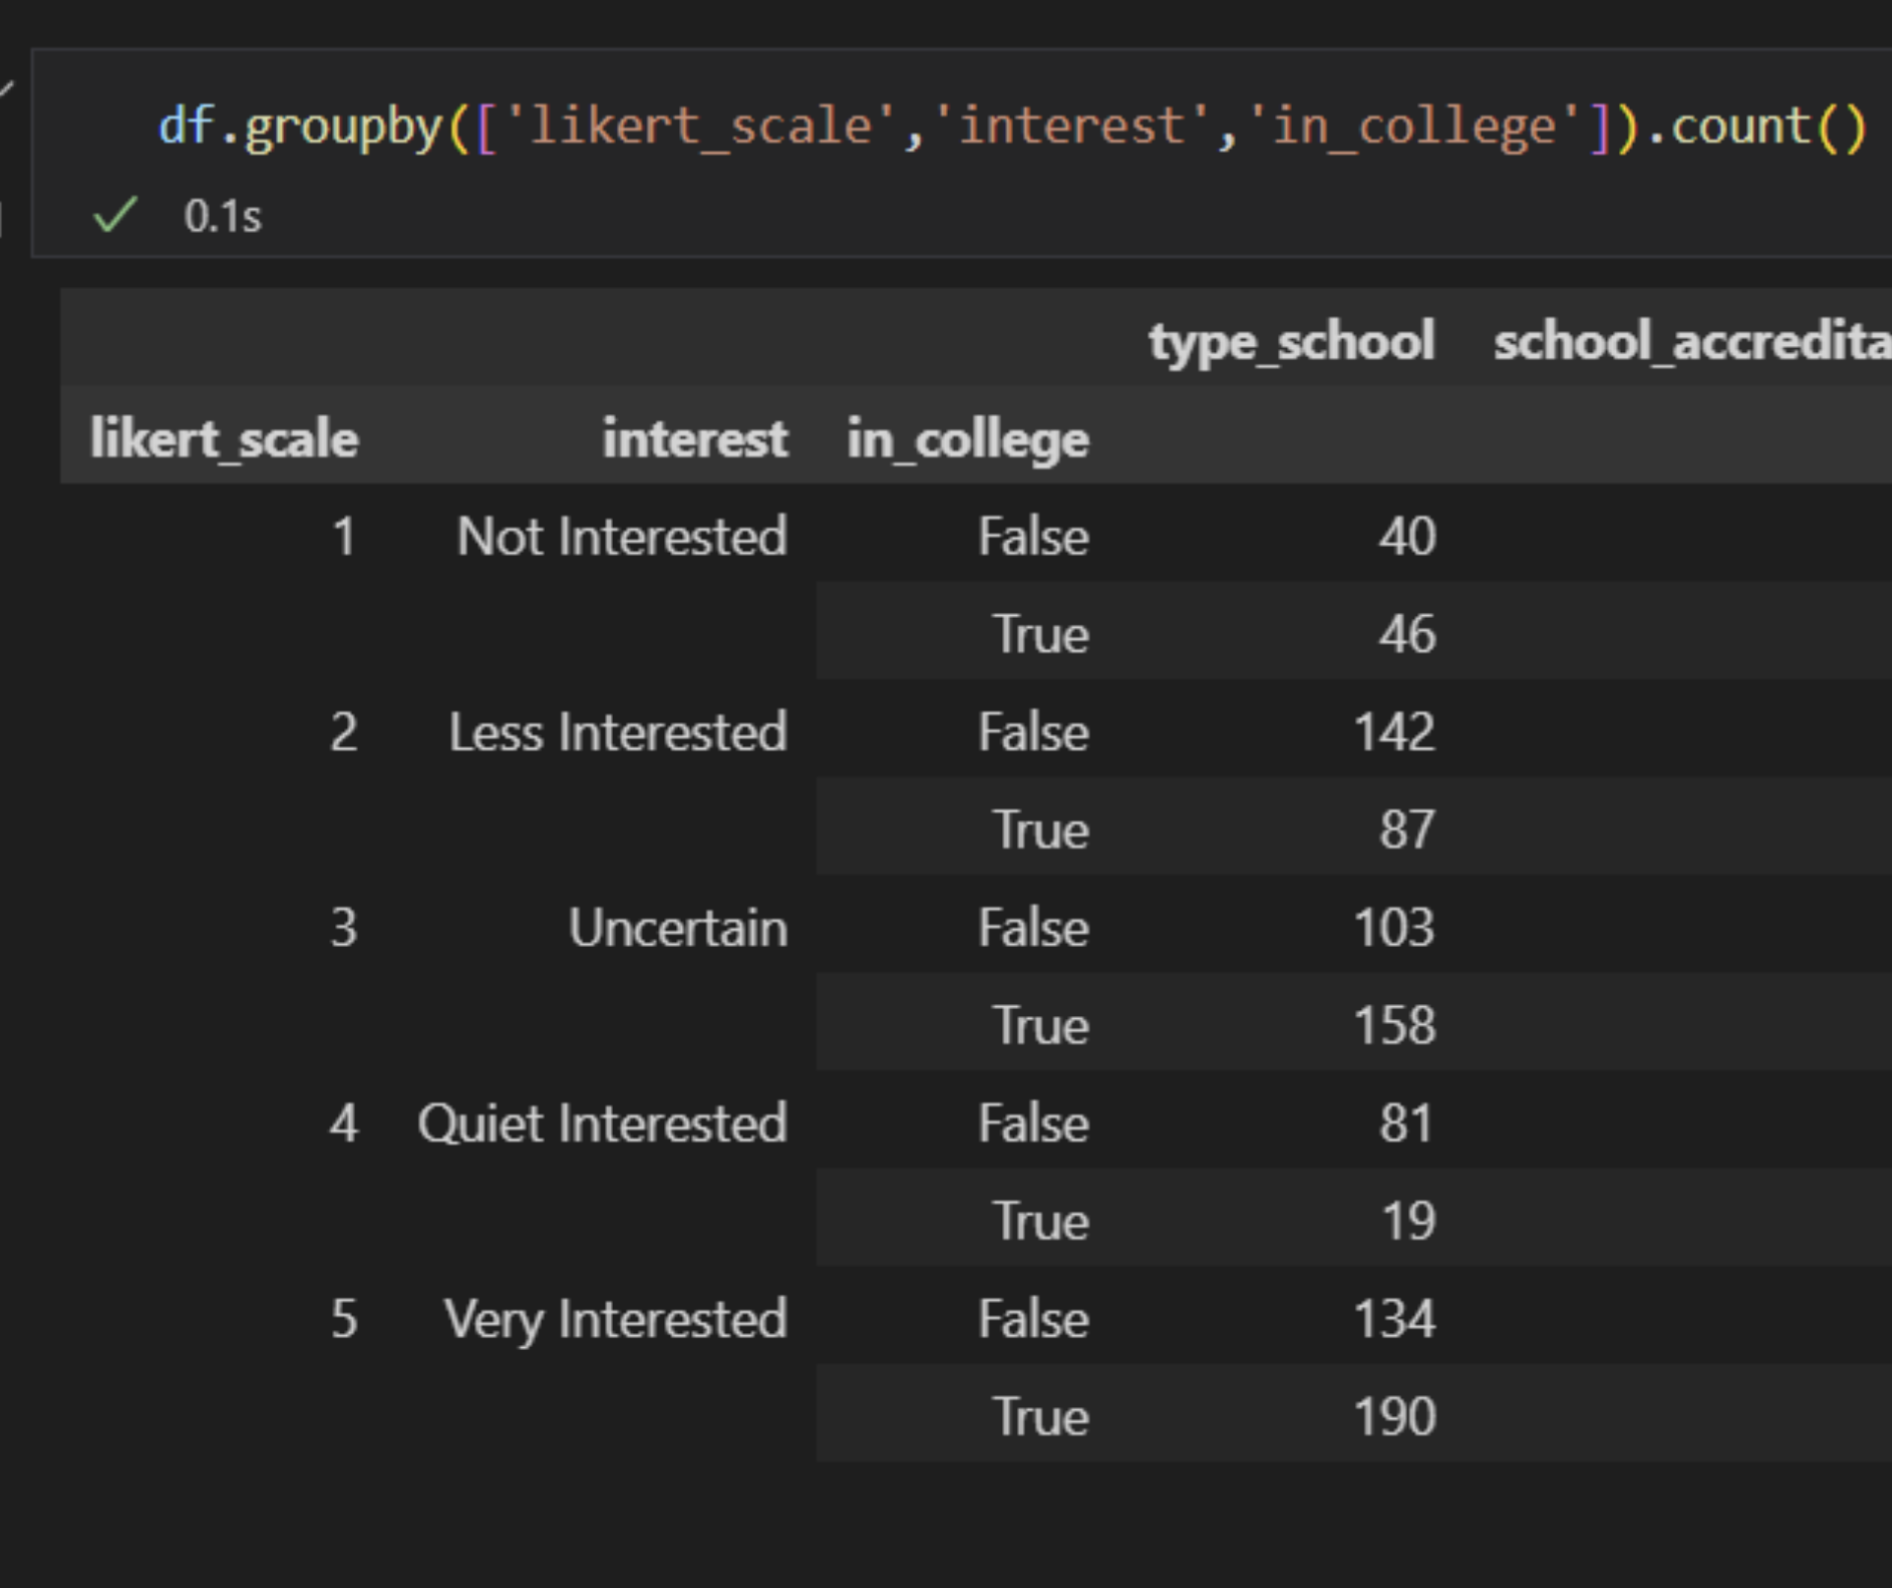 df.groupby(['likert_scale','interest','in_college']).count()
0.1s
type_school school_accredita
likert_scale interest in_college
1 Not Interested False 40
True 46
2 Less Interested False 142
True 87
3 Uncertain False 103
True 158
4 Quiet Interested False 81
True 19
5 Very Interested False 134
True 190